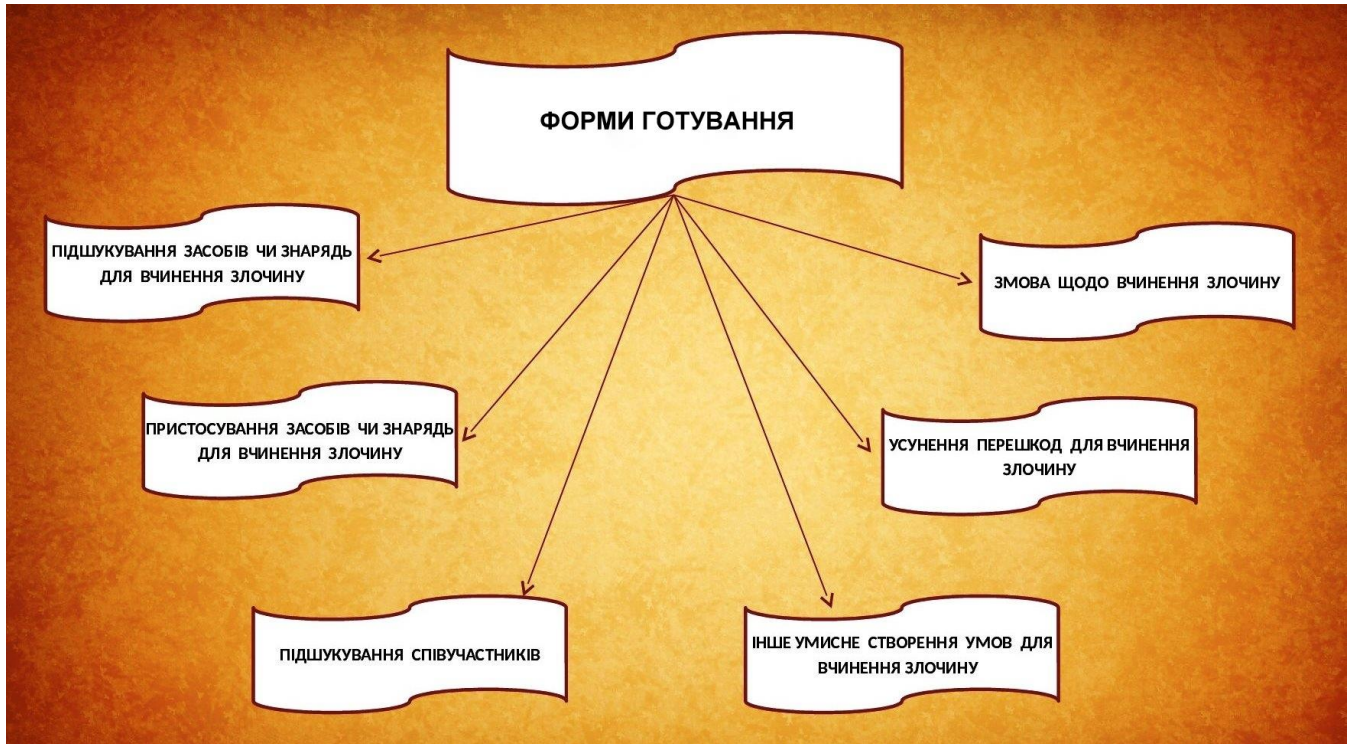 ФОРМИ ГОТУВАННЯ
ПІДШУКУВАННЯ ЗАСОБІВ ЧИ ЗНАРЯДЬ
ДЛЯ ВЧИНЕННЯ ЗЛОЧИНУ
ЗМОВА ЩОДО ВЧИНЕННЯ ЗЛОЧИНУ
ПРИСТОСУВАННЯ ЗАСОБІВ ЧИ ЗНАРЯДЬ
ДЛЯ ВЧИНЕННЯ ЗЛОЧИНУ
УСУНЕННЯ ПЕРЕШКОД ДЛЯ ВЧИНЕННЯ
ЗЛОЧИНУ
ПІДШУКУВАННЯ СПІВУЧАСТНИКІВ
ІНШЕ УМИСНЕ СТВОРЕННЯ УМОВ ДЛЯ
ВЧИНЕННЯ ЗЛОЧИНУ